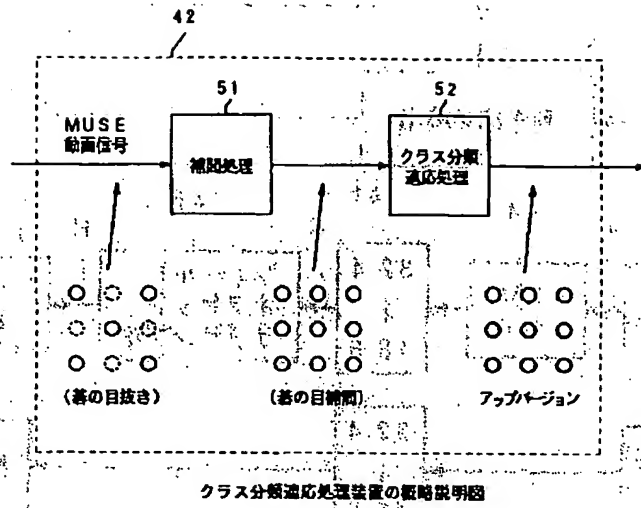 42
51
52
MUSE
動画信号
補間処理
クラス分類
適応処理
(碁の目抜き)
(碁の目補間)
アップバージョン
クラス分類適応処理装置の概略説明図